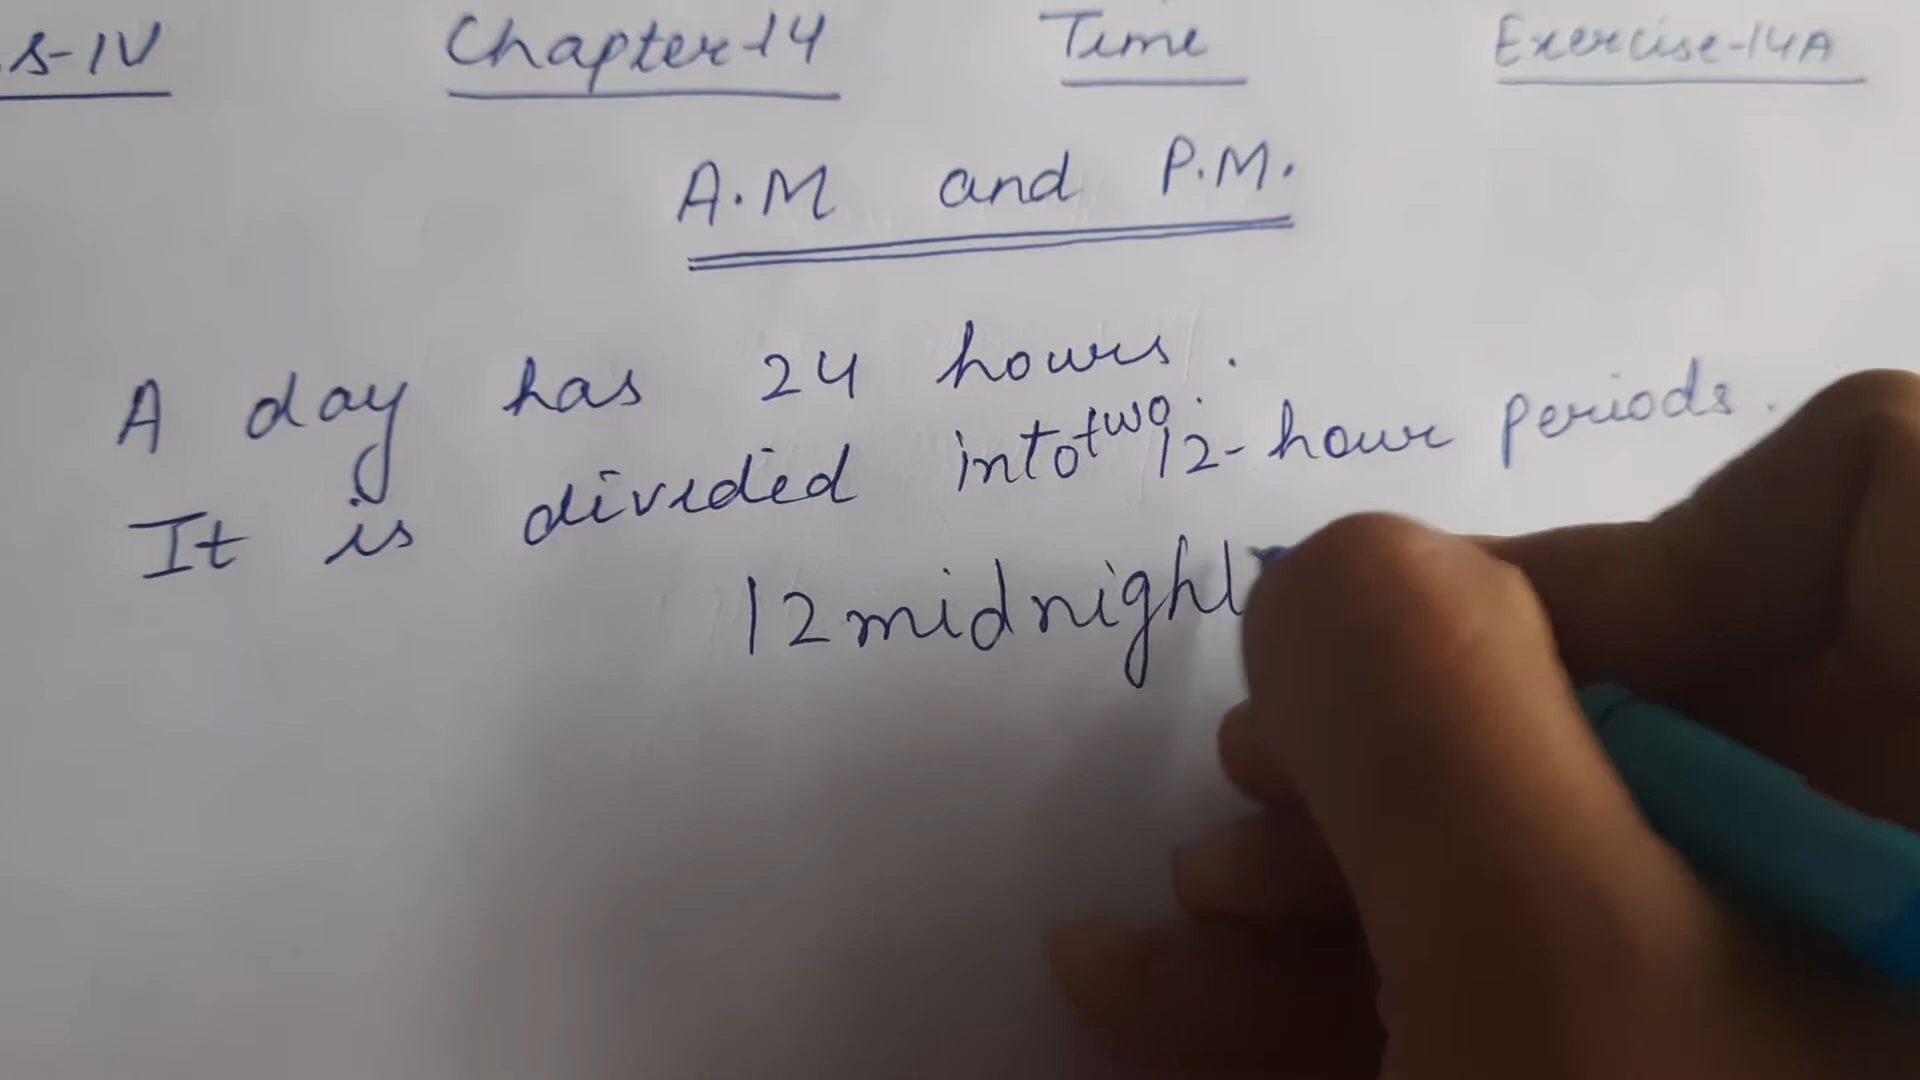 s-IV Chapter-14 Time Exercise-14A
A.M and P.M.
A day has 24 hours.
It is divided into two 12-hour periods.
12 midnight